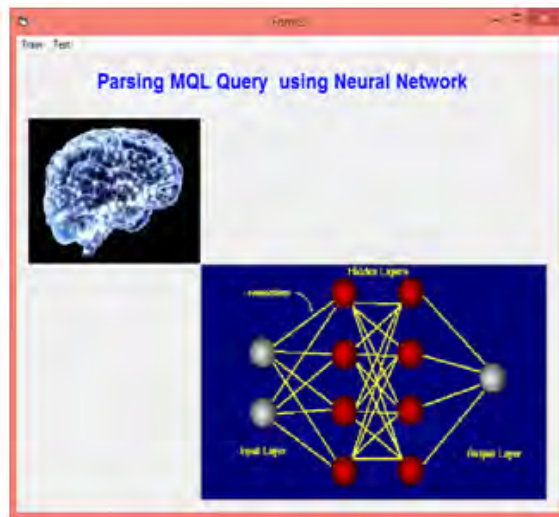 Train Test
Parsing MQL Query using Neural Network
Hidden Layers
connections
Input Layer
Output Layer